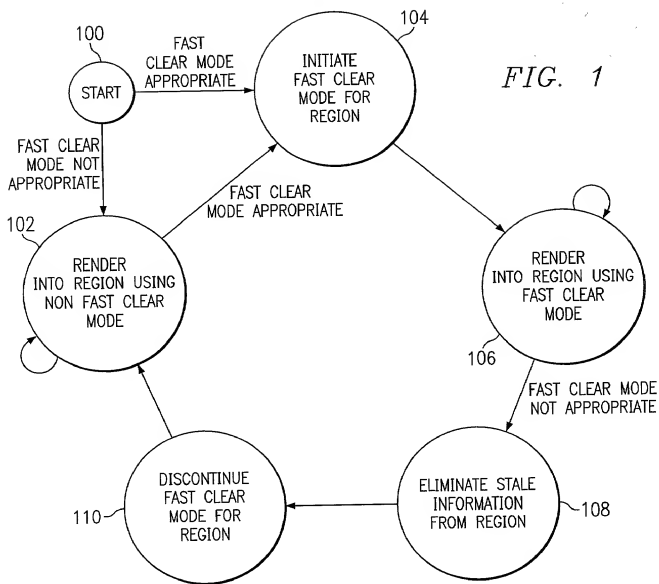 100
START
FAST
CLEAR MODE
APPROPRIATE
104
INITIATE
FAST CLEAR
MODE FOR
REGION
FIG. 1
FAST CLEAR
MODE NOT
APPROPRIATE
FAST CLEAR
MODE APPROPRIATE
102
RENDER
INTO REGION USING
NON FAST CLEAR
MODE
RENDER
INTO REGION USING
FAST CLEAR
MODE
106
FAST CLEAR MODE
NOT APPROPRIATE
DISCONTINUE
FAST CLEAR
MODE FOR
REGION
110
ELIMINATE STALE
INFORMATION
FROM REGION
108